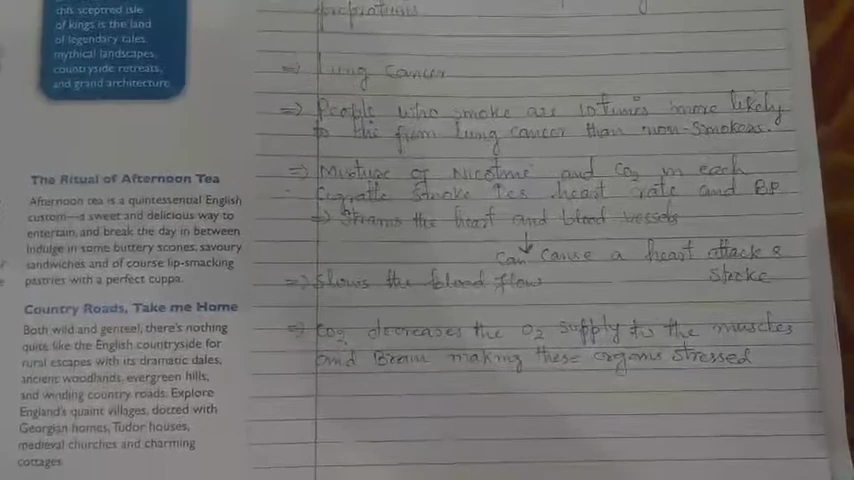 this sceptred isle
of kings is the land
of legendary tales,
mythical landscapes,
countryside retreats,
and grand architecture.
The Ritual of Afternoon Tea
Afternoon tea is a quintessential English
custom—a sweet and delicious way to
entertain, and break the day in between
Indulge in some buttery scones, savoury
sandwiches and of course lip-smacking
pastries with a perfect cuppa.
Country Roads, Take me Home
Both wild and genteel, there's nothing
quite like the English countryside for
rural escapes with its dramatic dales,
ancient woodlands, evergreen hills,
and winding country roads. Explore
England's quaint villages, dotted with
Georgian homes, Tudor houses,
medieval churches and charming
cottages
⇒ Lung Cancer
⇒ People who smoke are 10 times more likely
to die from lung cancer than non-smokers.
⇒ Mixture of Nicotine and CO2 in each
smoke ↑es heart rate and BP
⇒ Strains the heart and blood vessels
↓
can cause a heart attack &
stroke
⇒ Slows the blood flow
⇒ CO2 decreases the O2 supply to the muscles
and Brain making these organs stressed